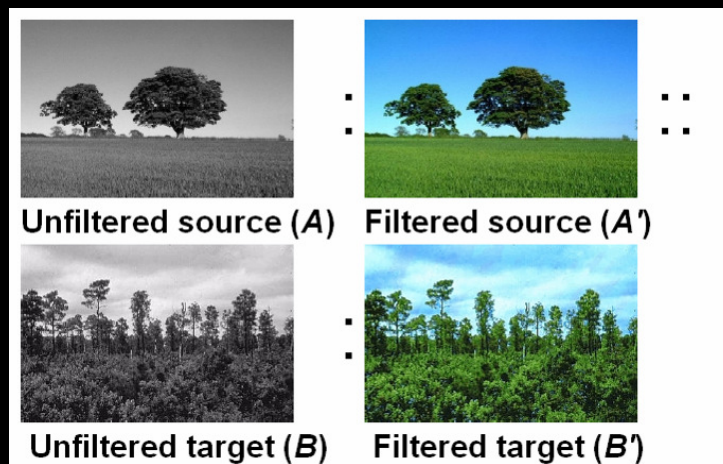 : ::
Unfiltered source (A) Filtered source (A')
:
Unfiltered target (B) Filtered target (B')